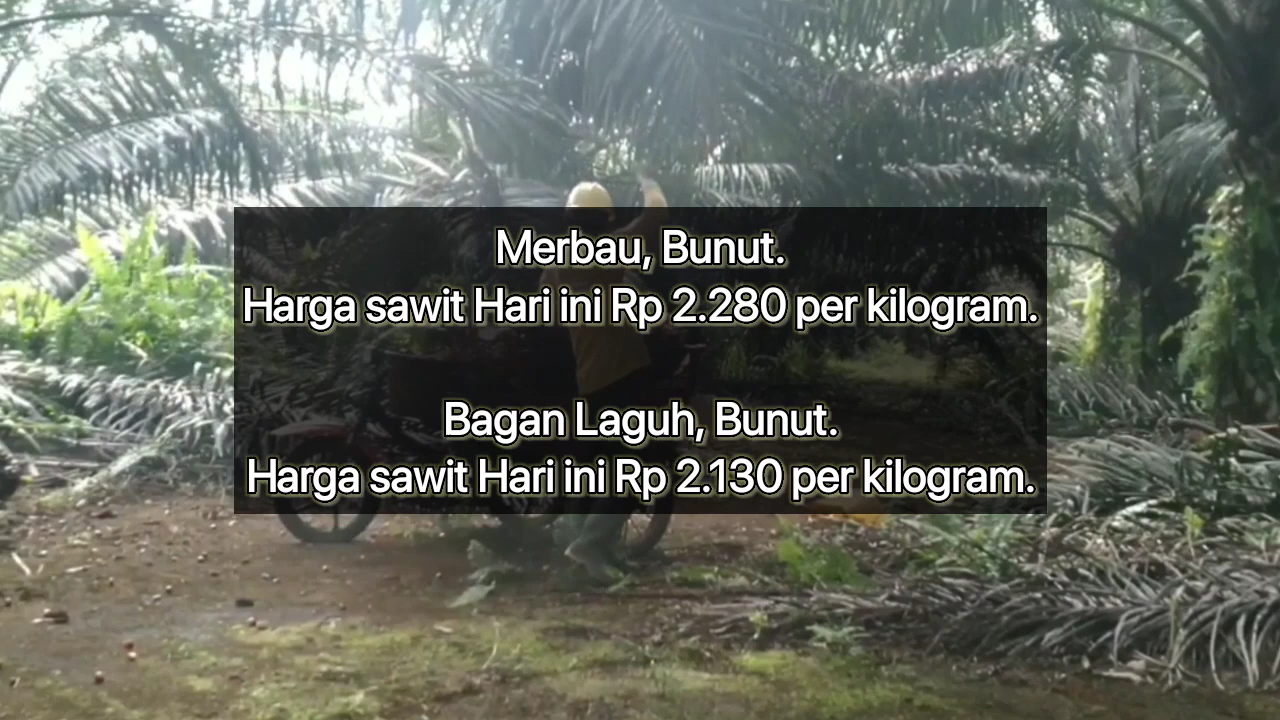 Merbau, Bunut.
Harga sawit Hari ini Rp 2.280 per kilogram.
Bagan Laguh, Bunut.
Harga sawit Hari ini Rp 2.130 per kilogram.